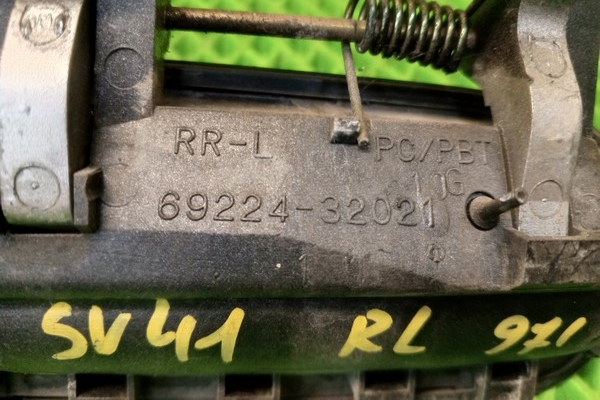 RR-L PC/PBT
10G
69224-32021
SV41 RL 971